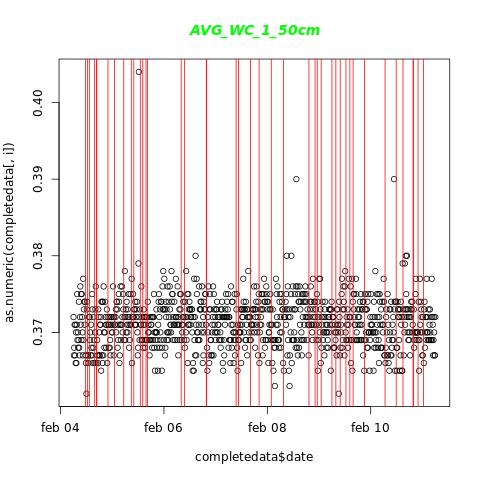 AVG_WC_1_50cm
as.numeric(completedata[, i])
0.40
0.39
0.38
0.37
feb 04
feb 06
feb 08
feb 10
completedata$date